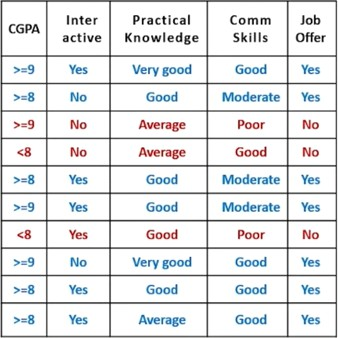 CGPA Inter active Practical Knowledge Comm Skills Job Offer
>=9 Yes Very good Good Yes
>=8 No Good Moderate Yes
>=9 No Average Poor No
<8 No Average Good No
>=8 Yes Good Moderate Yes
>=9 Yes Good Moderate Yes
<8 Yes Good Poor No
>=9 No Very good Good Yes
>=8 Yes Good Good Yes
>=8 Yes Average Good Yes